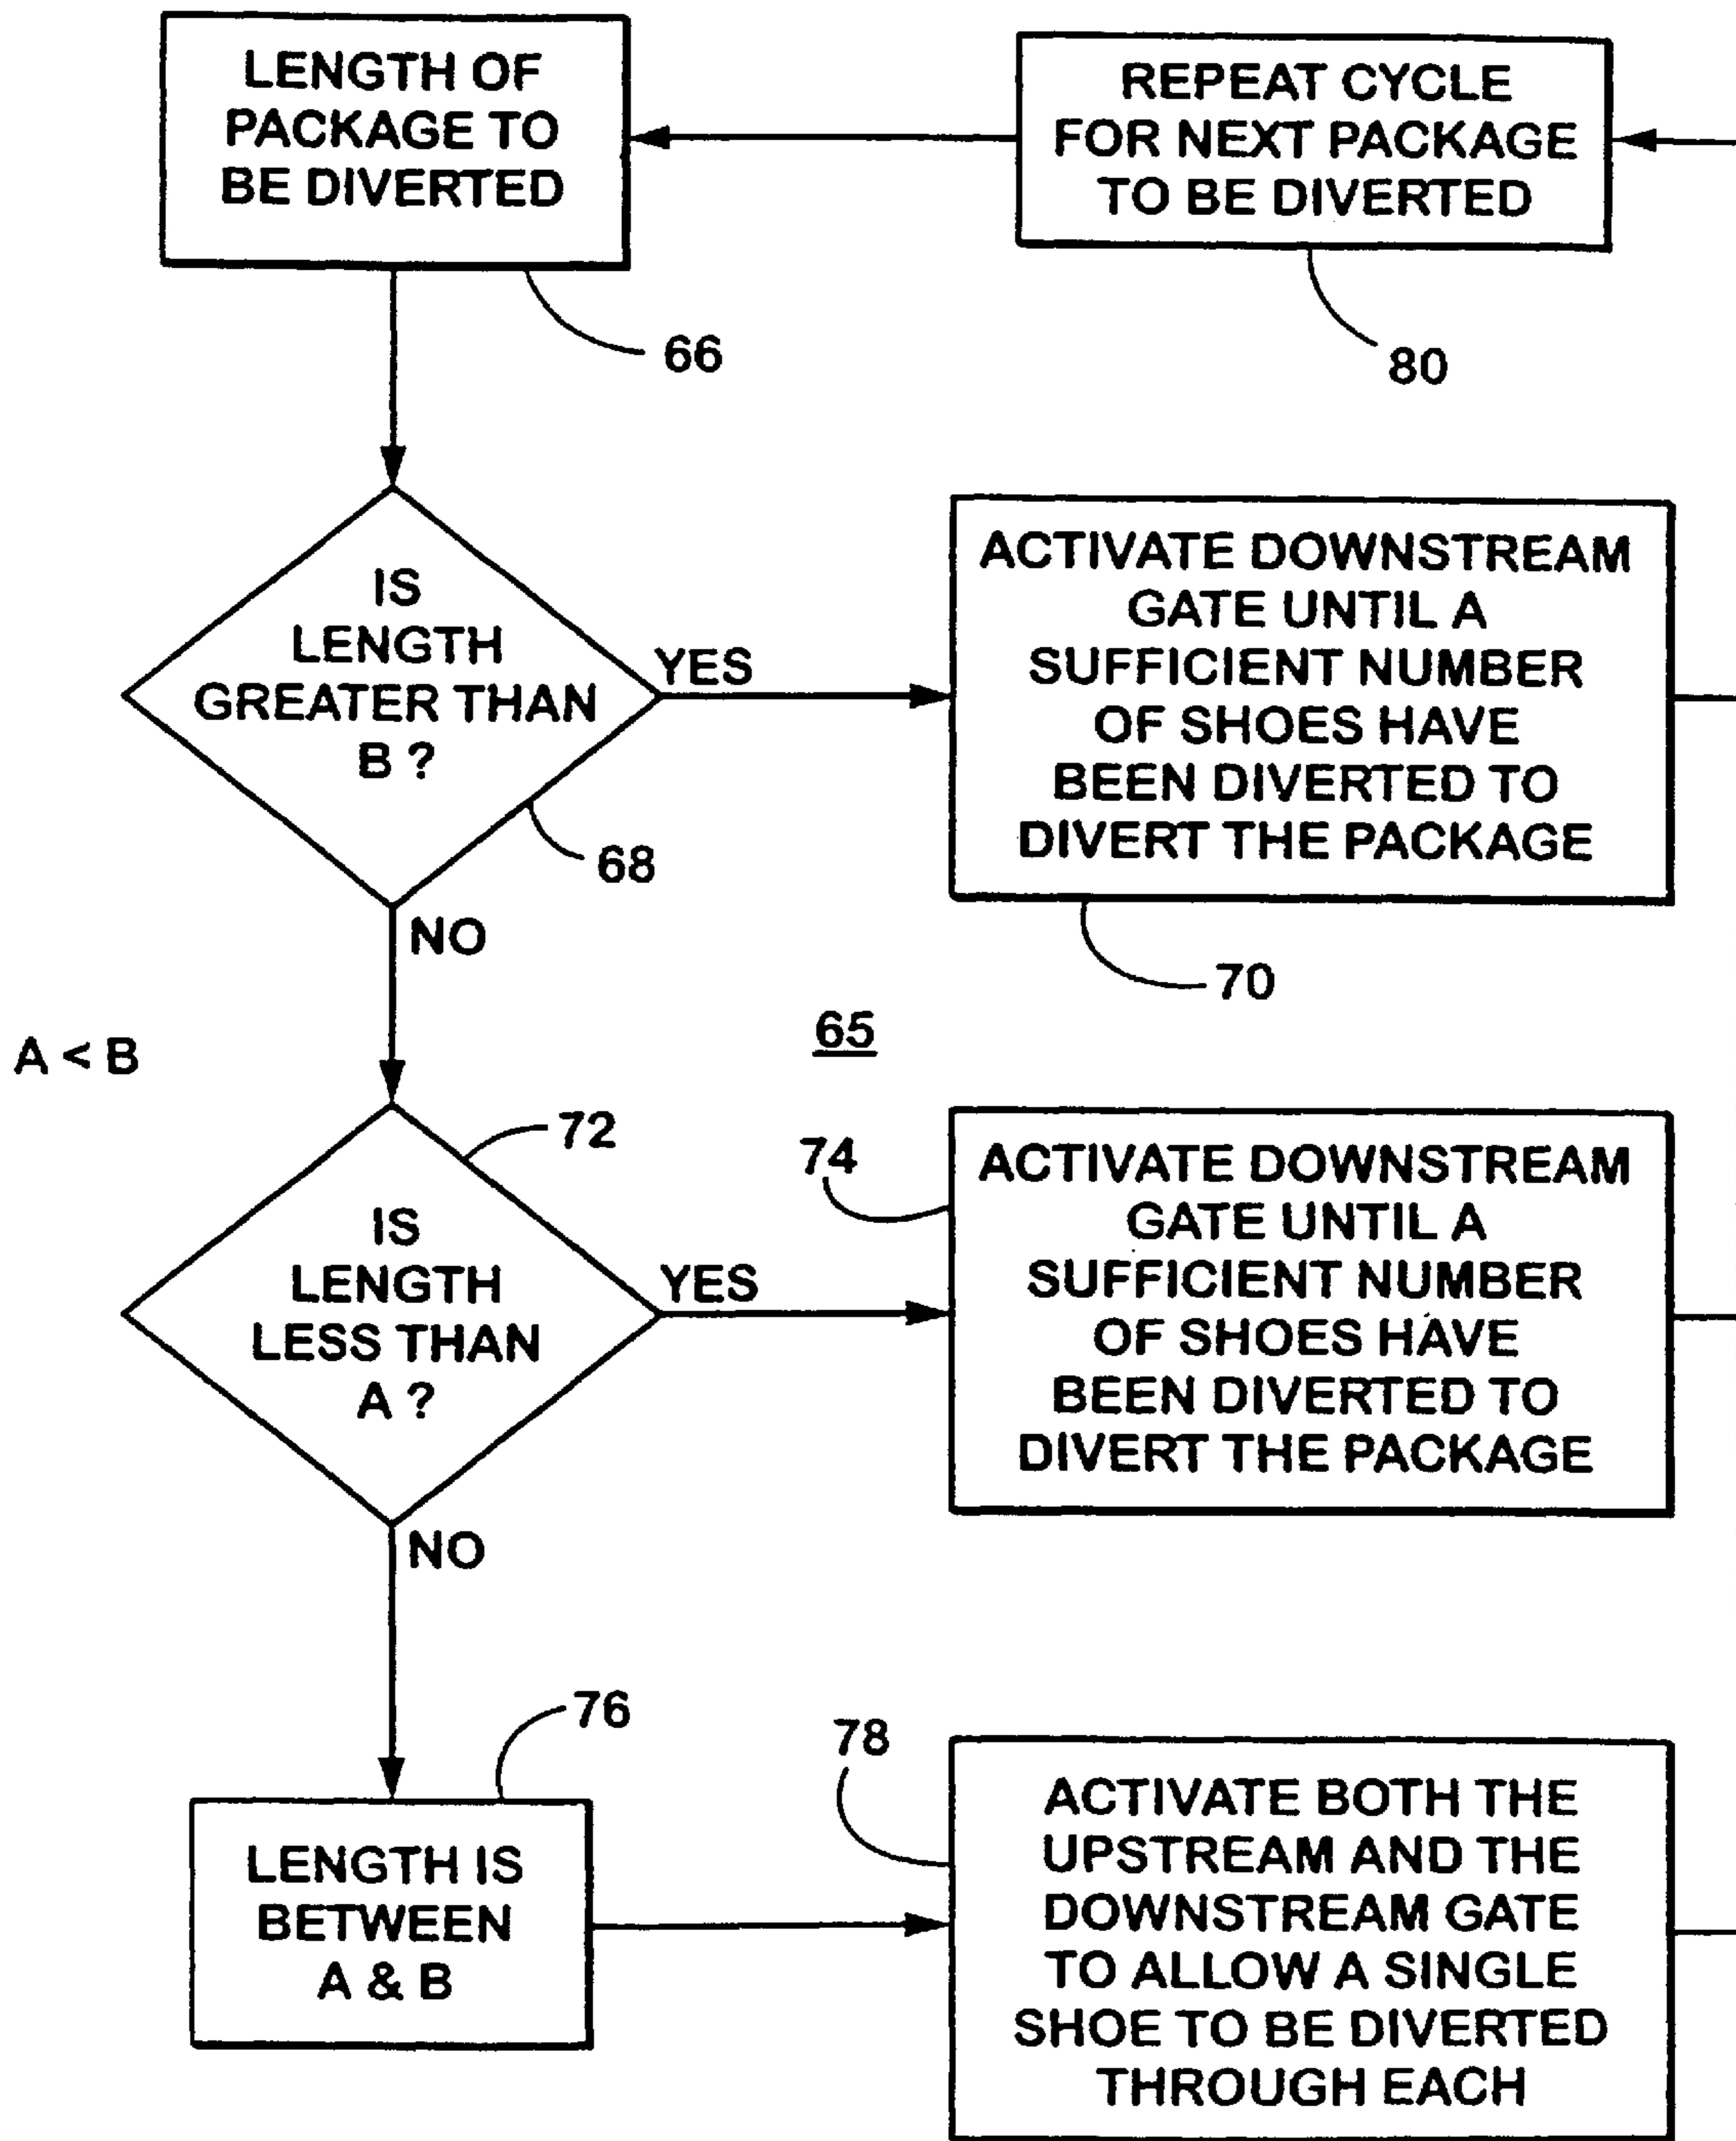 LENGTH OF
PACKAGE TO
BE DIVERTED
66
REPEAT CYCLE
FOR NEXT PACKAGE
TO BE DIVERTED
80
IS
LENGTH
GREATER THAN
B ?
68
YES
NO
ACTIVATE DOWNSTREAM
GATE UNTIL A
SUFFICIENT NUMBER
OF SHOES HAVE
BEEN DIVERTED TO
DIVERT THE PACKAGE
70
A < B
65
72
IS
LENGTH
LESS THAN
A ?
YES
NO
74
ACTIVATE DOWNSTREAM
GATE UNTIL A
SUFFICIENT NUMBER
OF SHOES HAVE
BEEN DIVERTED TO
DIVERT THE PACKAGE
76
LENGTH IS
BETWEEN
A & B
78
ACTIVATE BOTH THE
UPSTREAM AND THE
DOWNSTREAM GATE
TO ALLOW A SINGLE
SHOE TO BE DIVERTED
THROUGH EACH